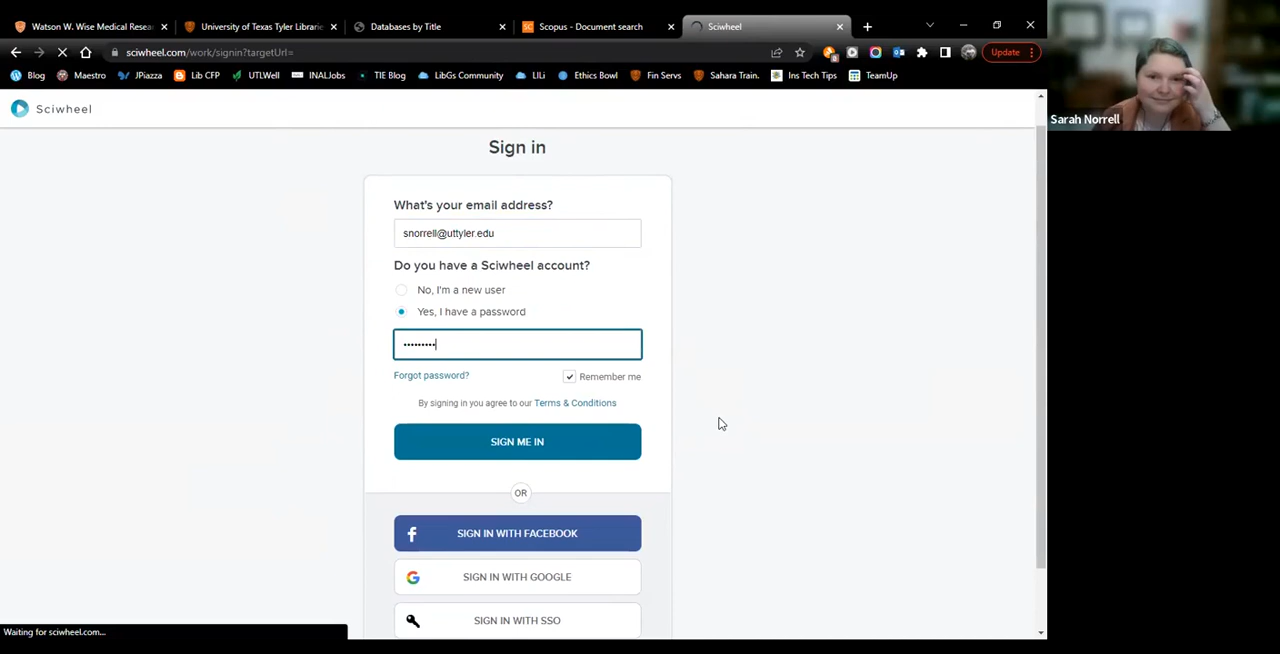 Watson W. Wise Medical Resea
University of Texas Tyler Librarie
Databases by Title
SC Scopus - Document search
Sciwheel
sciwheel.com/work/signin?targetUrl=
Update
Blog Maestro JPiazza Lib CFP UTLWell INALJobs TIE Blog LibGs Community LILi Ethics Bowl Fin Servs Sahara Train. Ins Tech Tips TeamUp
Sciwheel
Sarah Norrell
Sign in
What's your email address?
snorrell@uttyler.edu
Do you have a Sciwheel account?
No, I'm a new user
Yes, I have a password
•••••••••
Forgot password?
Remember me
By signing in you agree to our Terms & Conditions
SIGN ME IN
OR
SIGN IN WITH FACEBOOK
SIGN IN WITH GOOGLE
SIGN IN WITH SSO
Waiting for sciwheel.com...